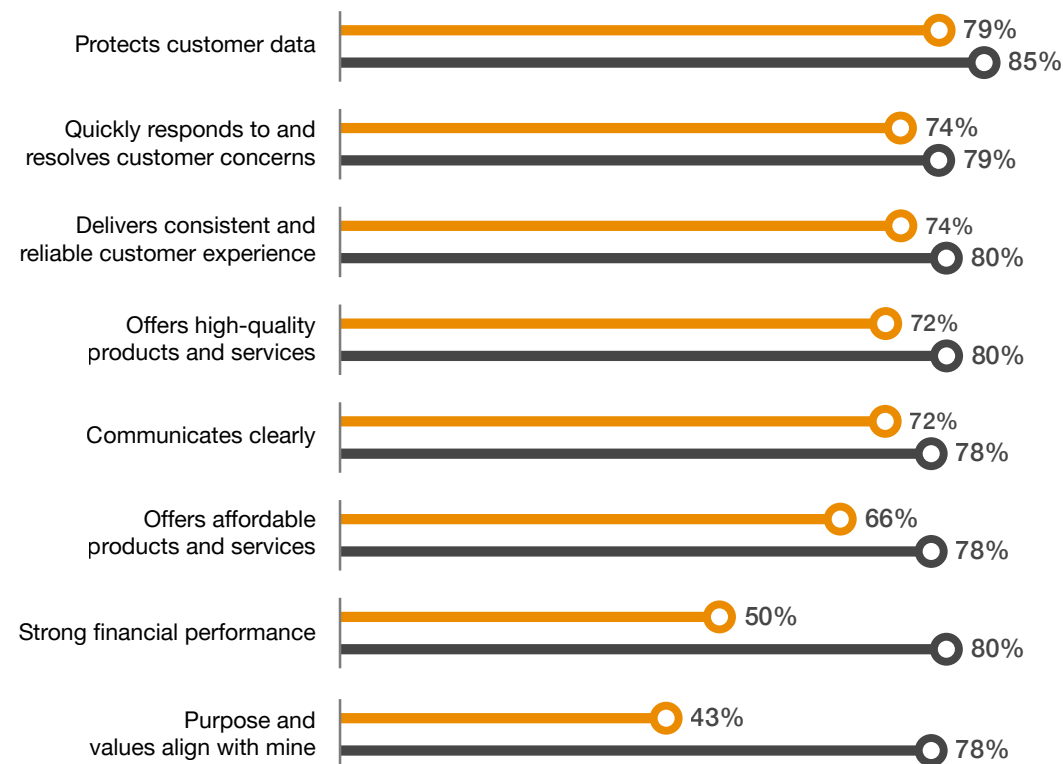 Protects customer data
79%
85%
Quickly responds to and
resolves customer concerns
74%
79%
Delivers consistent and
reliable customer experience
74%
80%
Offers high-quality
products and services
72%
80%
Communicates clearly
72%
78%
Offers affordable
products and services
66%
78%
Strong financial performance
50%
80%
Purpose and
values align with mine
43%
78%